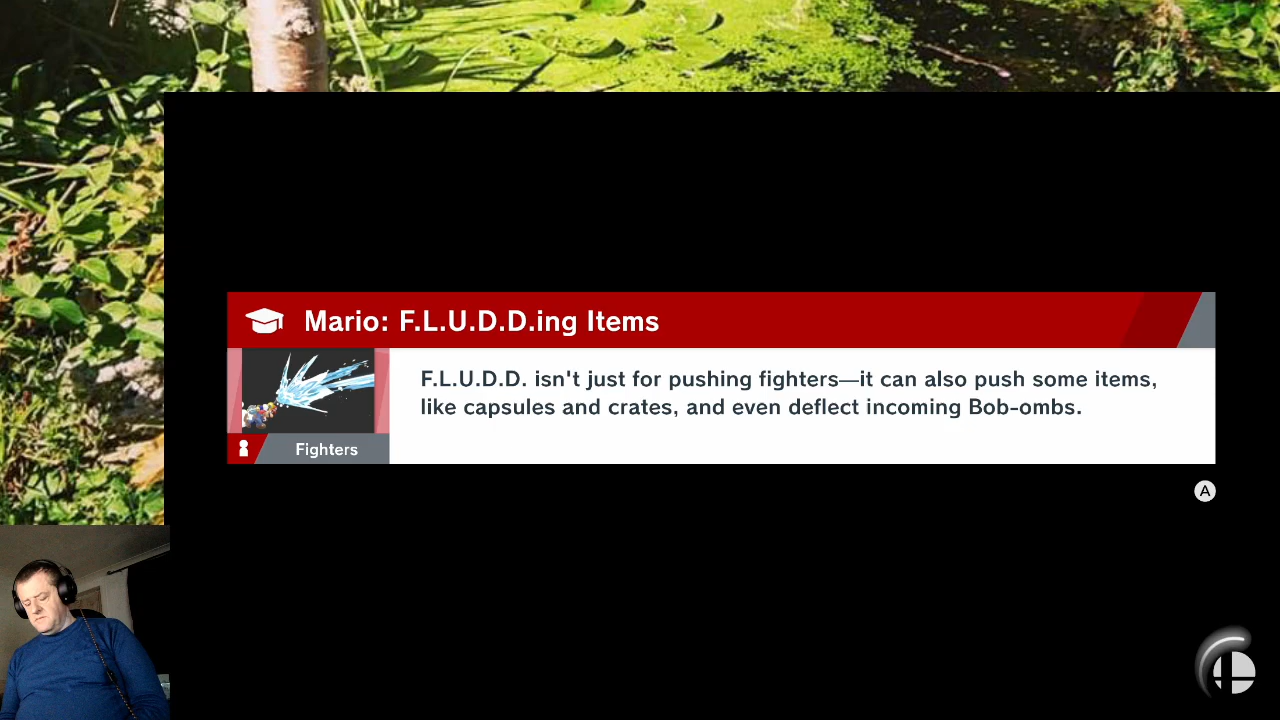 Mario: F.L.U.D.D.ing Items
F.L.U.D.D. isn't just for pushing fighters—it can also push some items,
like capsules and crates, and even deflect incoming Bob-ombs.
Fighters
A